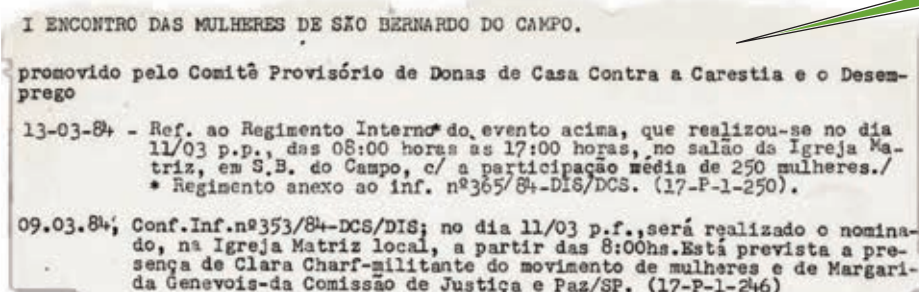 I ENCONTRO DAS MULHERES DE SÃO BERNARDO DO CAMPO.
promovido pelo Comitê Provisório de Donas de Casa Contra a Carestia e o Desem-
prego
13-03-84 - Ref. ao Regimento Interno* do evento acima, que realizou-se no dia
11/03 p.p., das 08:00 horas as 17:00 horas, no salão da Igreja Ma-
triz, em S.B. do Campo, c/ a participação média de 250 mulheres./
* Regimento anexo ao inf. nº365/84-DIS/DCS. (17-P-1-250).
09.03.84; Conf.Inf.nº353/84-DCS/DIS; no dia 11/03 p.f.,será realizado o nomina-
do, na Igreja Matriz local, a partir das 8:00hs.Está prevista a pre-
sença de Clara Charf-militante do movimento de mulheres e de Margari-
da Genevois-da Comissão de Justiça e Paz/SP. (17-P-1-246)